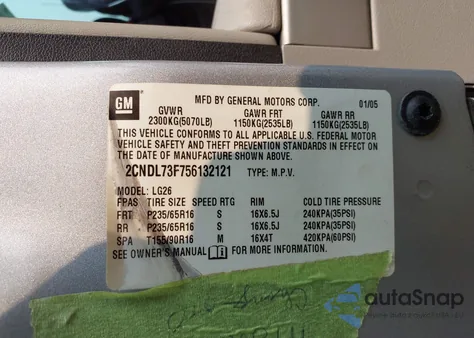 GM
MFD BY GENERAL MOTORS CORP. 01/05
GVWR GAWR FRT GAWR RR
2300KG(5070LB) 1150KG(2535LB) 1150KG(2535LB)
THIS VEHICLE CONFORMS TO ALL APPLICABLE U.S. FEDERAL MOTOR
VEHICLE SAFETY AND THEFT PREVENTION STANDARDS IN EFFECT ON
THE DATE OF MANUFACTURE SHOWN ABOVE.
2CNDL73F756132121 TYPE: M.P.V.
MODEL: LG26
FPAS TIRE SIZE SPEED RTG RIM COLD TIRE PRESSURE
FRT P235/65R16 S 16X6.5J 240KPA(35PSI)
RR P235/65R16 S 16X6.5J 240KPA(35PSI)
SPA T155/90R16 M 16X4T 420KPA(60PSI)
SEE OWNER'S MANUAL FOR MORE INFORMATION
autoSnap